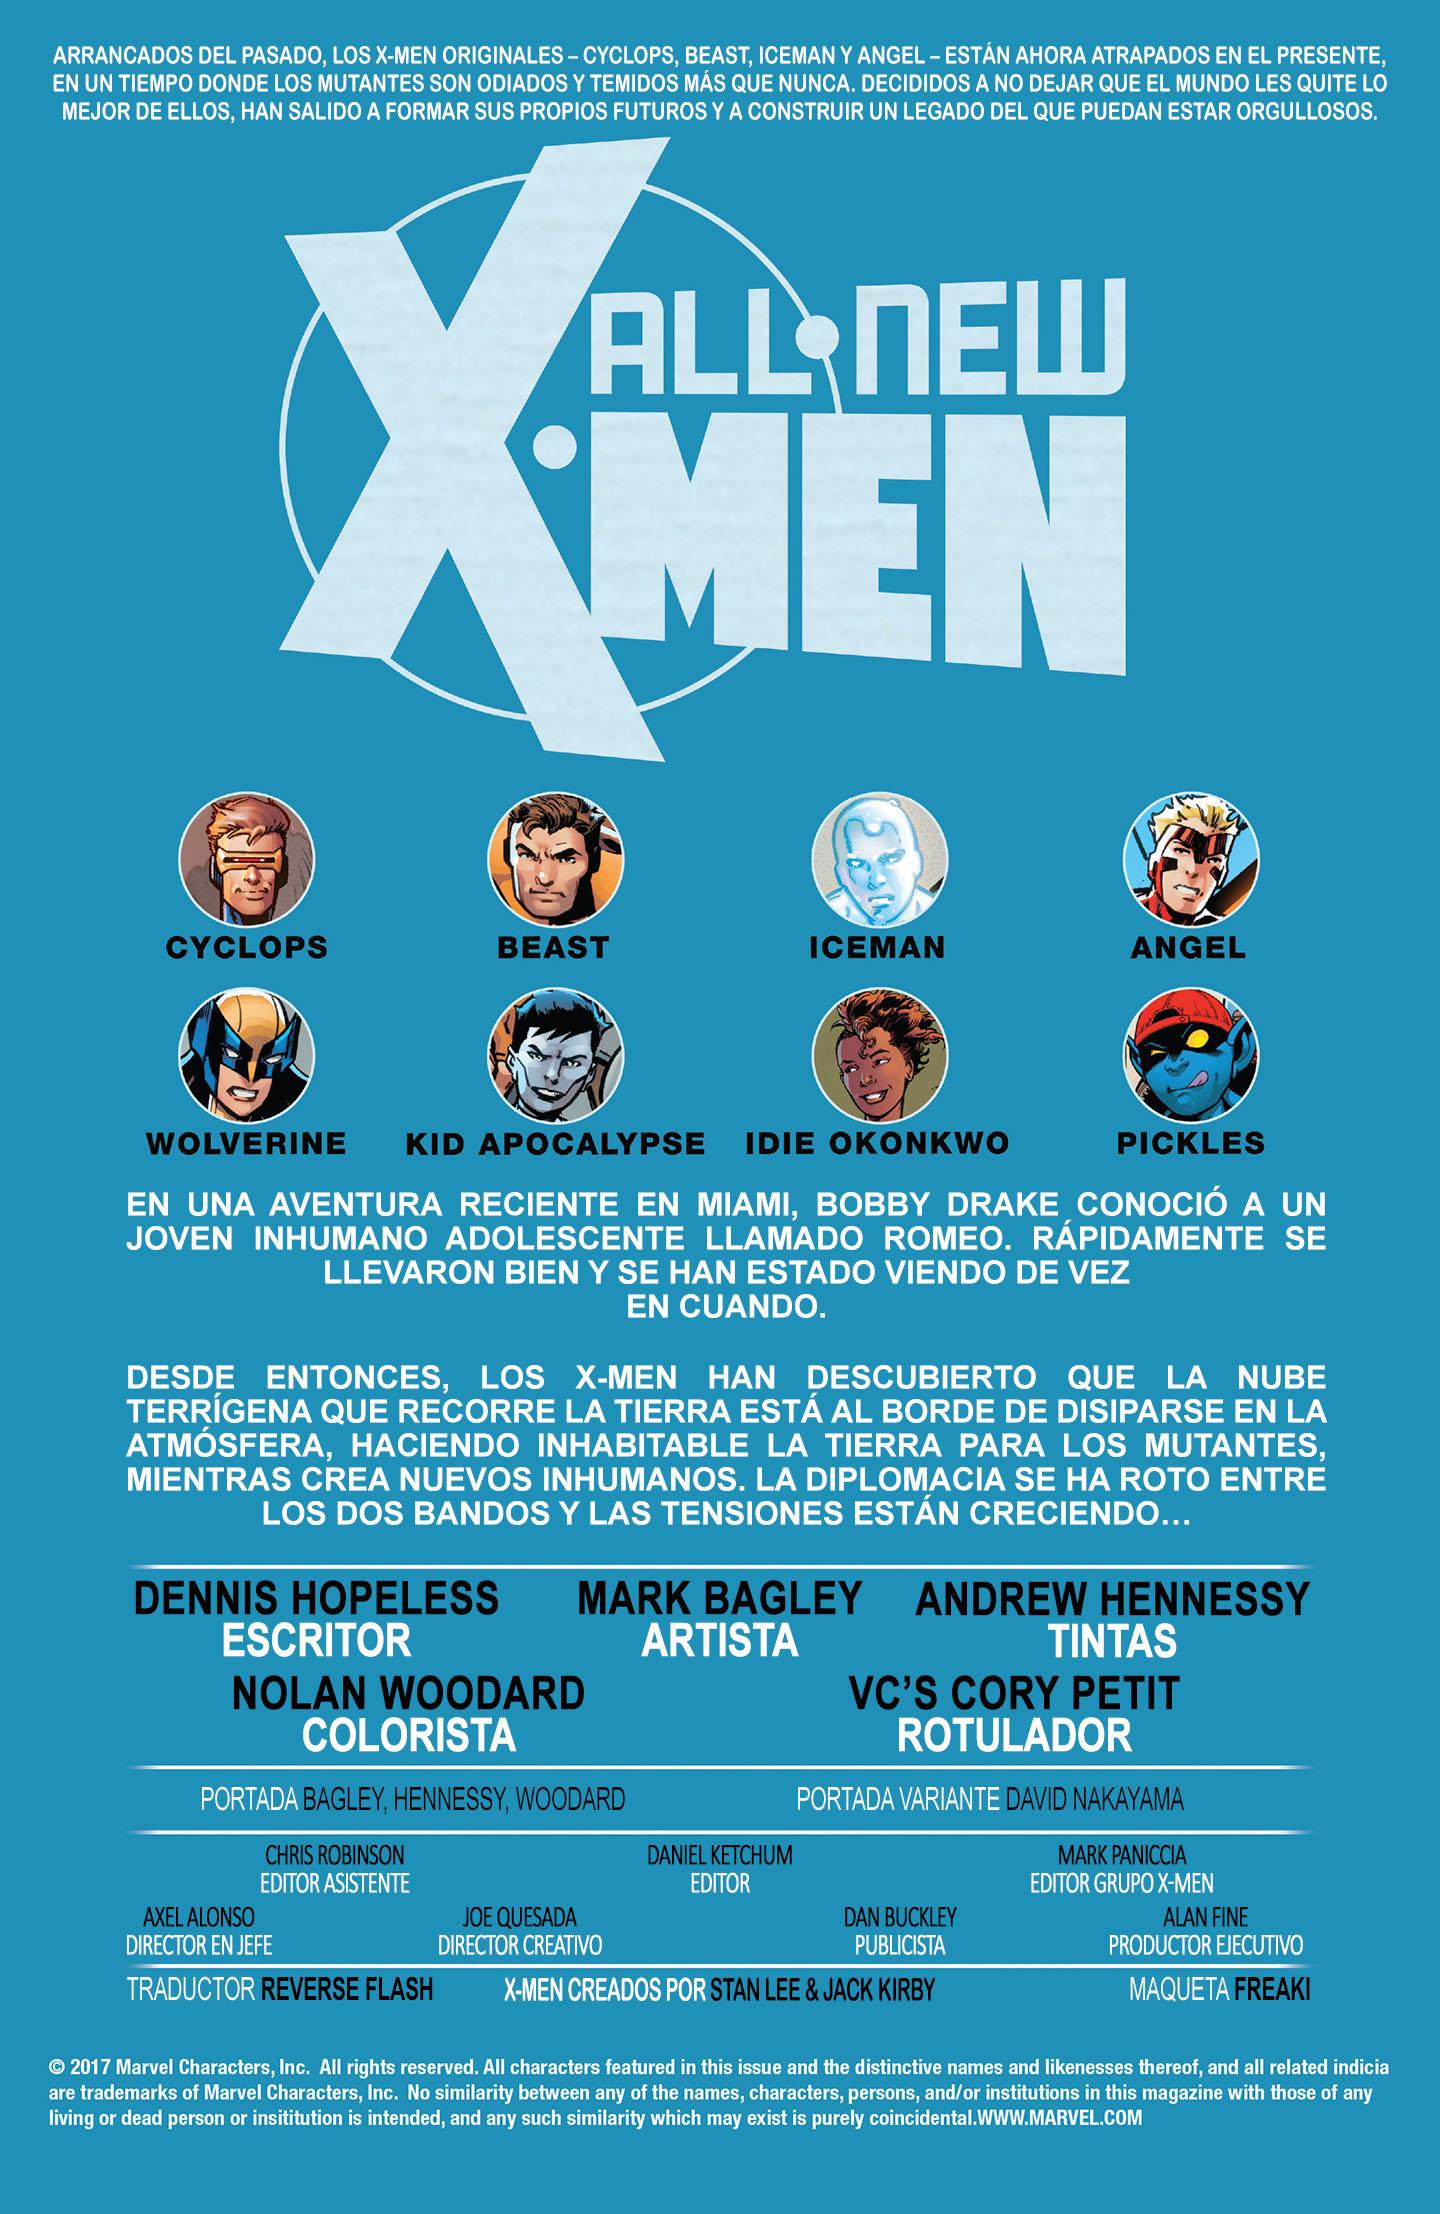 ARRANCADOS DEL PASADO, LOS X-MEN ORIGINALES – CYCLOPS, BEAST, ICEMAN Y ANGEL – ESTÁN AHORA ATRAPADOS EN EL PRESENTE,
EN UN TIEMPO DONDE LOS MUTANTES SON ODIADOS Y TEMIDOS MÁS QUE NUNCA. DECIDIDOS A NO DEJAR QUE EL MUNDO LES QUITE LO
MEJOR DE ELLOS, HAN SALIDO A FORMAR SUS PROPIOS FUTUROS Y A CONSTRUIR UN LEGADO DEL QUE PUEDAN ESTAR ORGULLOSOS.
ALL·NEW
X·MEN
CYCLOPS BEAST ICEMAN ANGEL
WOLVERINE KID APOCALYPSE IDIE OKONKWO PICKLES
EN UNA AVENTURA RECIENTE EN MIAMI, BOBBY DRAKE CONOCIÓ A UN
JOVEN INHUMANO ADOLESCENTE LLAMADO ROMEO. RÁPIDAMENTE SE
LLEVARON BIEN Y SE HAN ESTADO VIENDO DE VEZ
EN CUANDO.
DESDE ENTONCES, LOS X-MEN HAN DESCUBIERTO QUE LA NUBE
TERRÍGENA QUE RECORRE LA TIERRA ESTÁ AL BORDE DE DISIPARSE EN LA
ATMÓSFERA, HACIENDO INHABITABLE LA TIERRA PARA LOS MUTANTES,
MIENTRAS CREA NUEVOS INHUMANOS. LA DIPLOMACIA SE HA ROTO ENTRE
LOS DOS BANDOS Y LAS TENSIONES ESTÁN CRECIENDO...
DENNIS HOPELESS MARK BAGLEY ANDREW HENNESSY
ESCRITOR ARTISTA TINTAS
NOLAN WOODARD VC'S CORY PETIT
COLORISTA ROTULADOR
PORTADA BAGLEY, HENNESSY, WOODARD PORTADA VARIANTE DAVID NAKAYAMA
CHRIS ROBINSON DANIEL KETCHUM MARK PANICCIA
EDITOR ASISTENTE EDITOR EDITOR GRUPO X-MEN
AXEL ALONSO JOE QUESADA DAN BUCKLEY ALAN FINE
DIRECTOR EN JEFE DIRECTOR CREATIVO PUBLICISTA PRODUCTOR EJECUTIVO
TRADUCTOR REVERSE FLASH X-MEN CREADOS POR STAN LEE & JACK KIRBY MAQUETA FREAKI
© 2017 Marvel Characters, Inc. All rights reserved. All characters featured in this issue and the distinctive names and likenesses thereof, and all related indicia
are trademarks of Marvel Characters, Inc. No similarity between any of the names, characters, persons, and/or institutions in this magazine with those of any
living or dead person or insititution is intended, and any such similarity which may exist is purely coincidental.WWW.MARVEL.COM